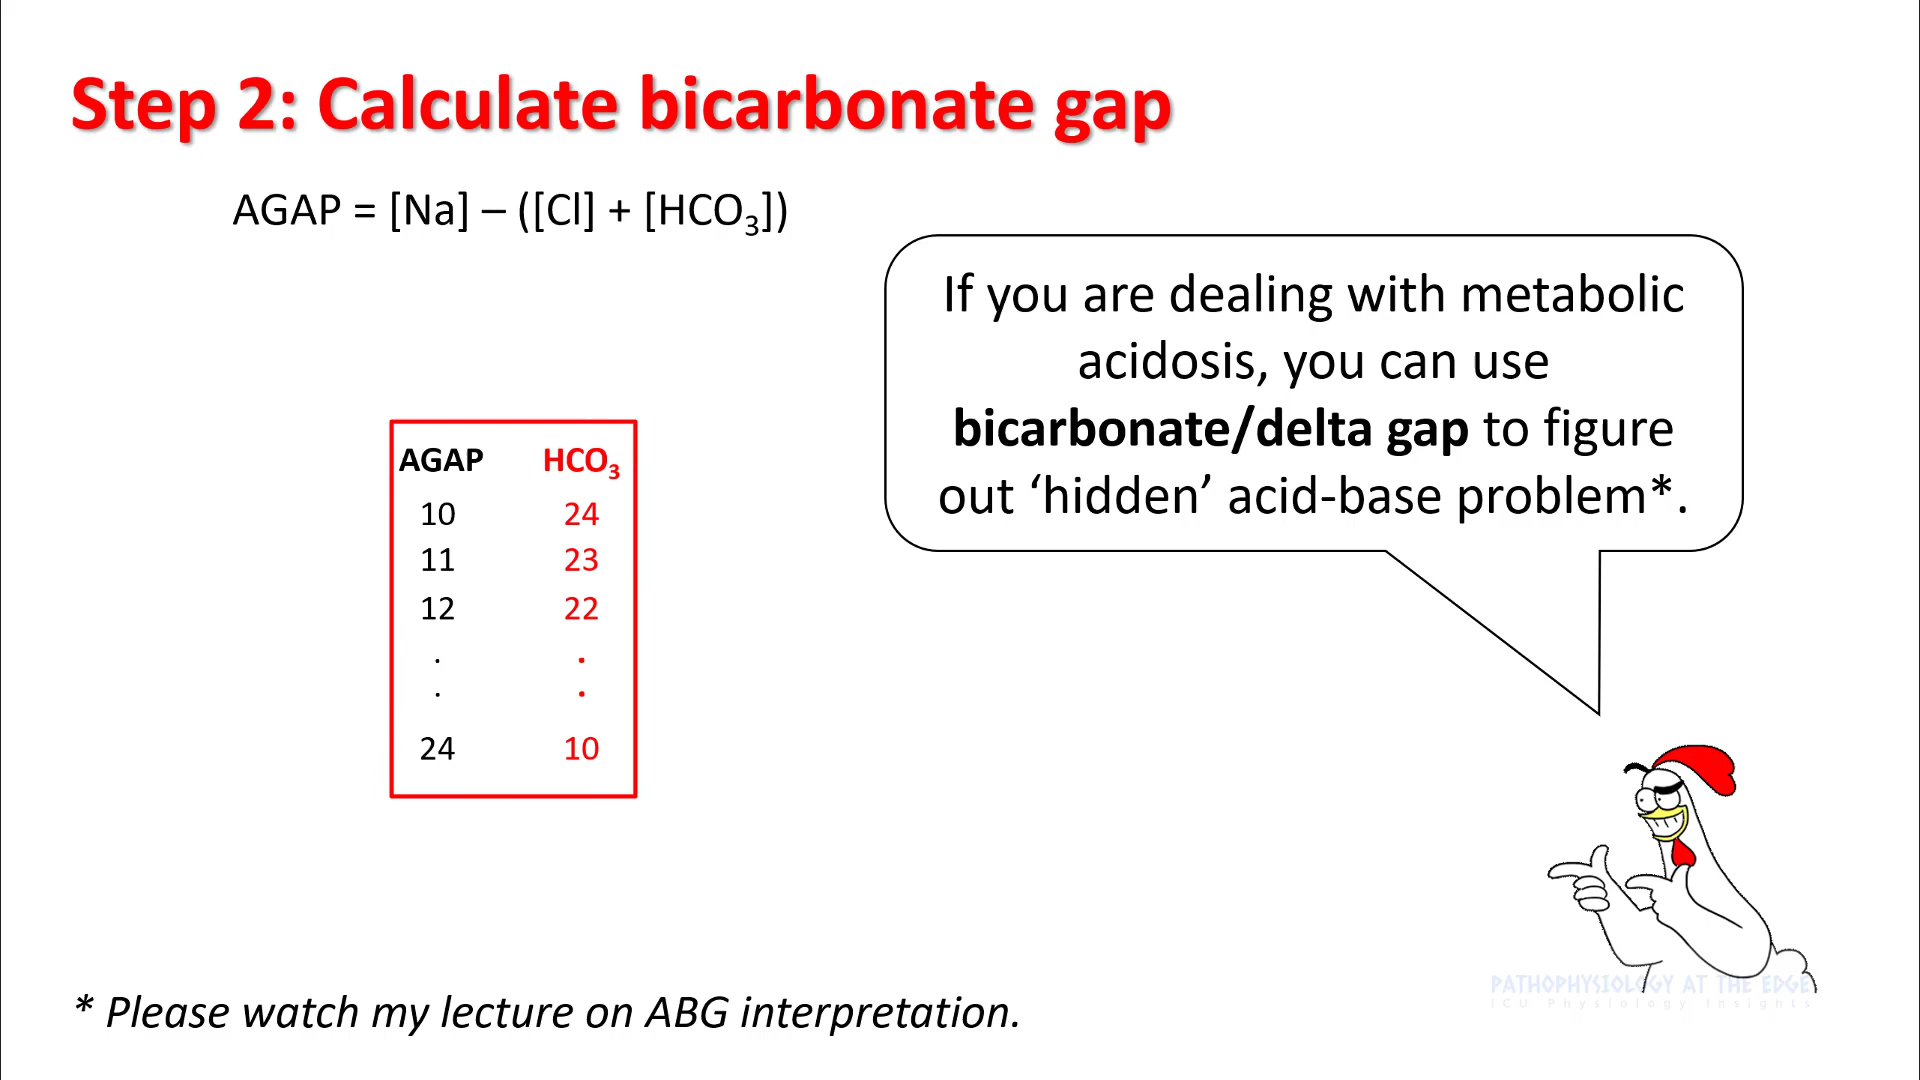 Step 2: Calculate bicarbonate gap
AGAP = [Na] – ([Cl] + [HCO₃])
If you are dealing with metabolic
acidosis, you can use
bicarbonate/delta gap to figure
out ‘hidden’ acid-base problem*.
AGAP HCO₃
10 24
11 23
12 22
. .
. .
24 10
PATHOPHYSIOLOGY AT THE EDGE
ICU Physiology Insights
* Please watch my lecture on ABG interpretation.